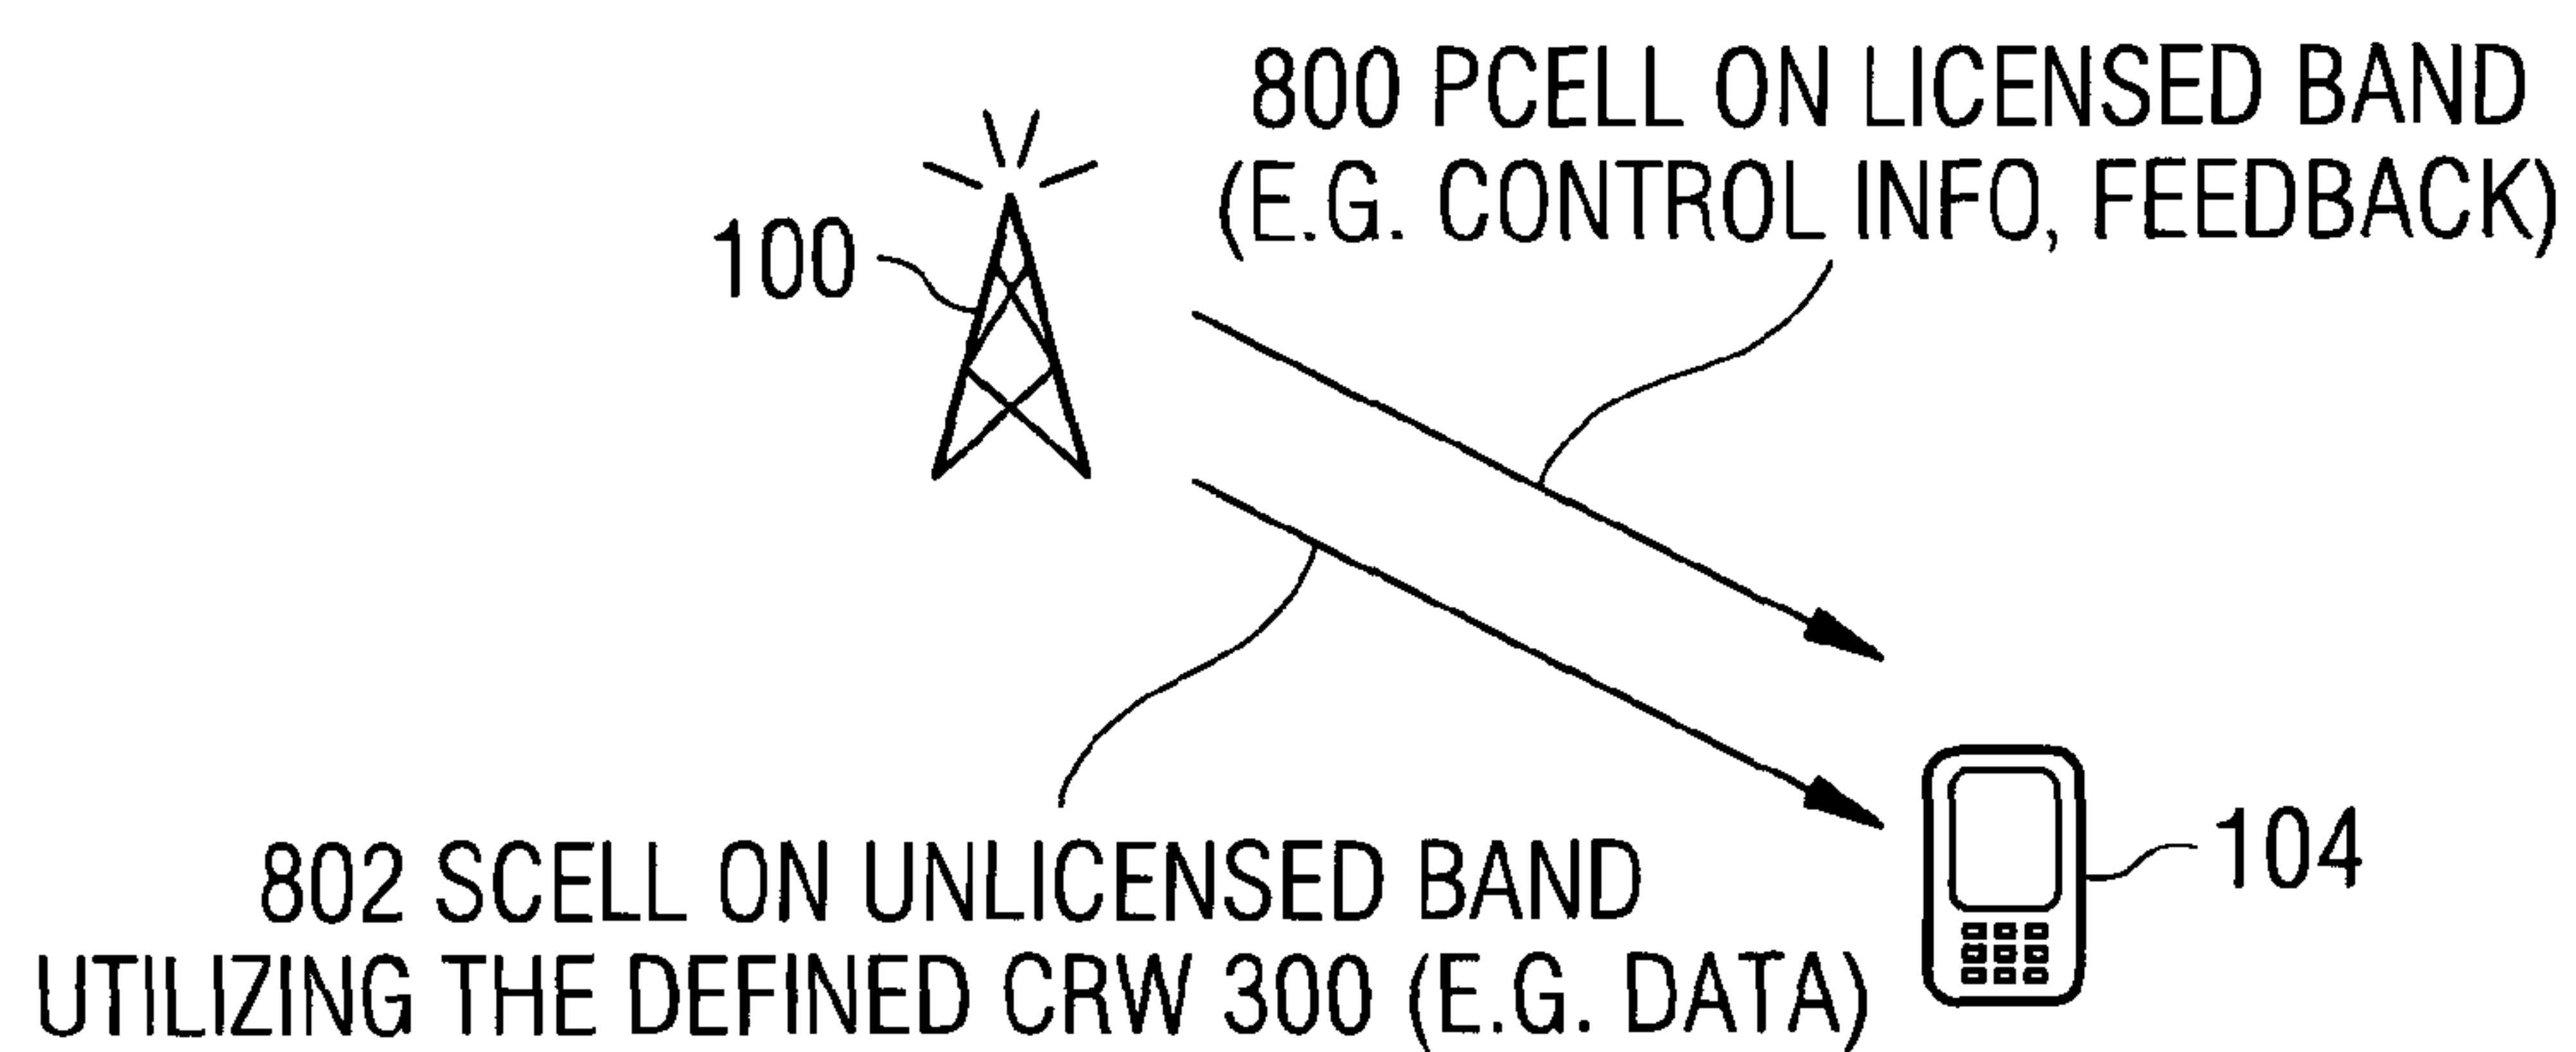 800 PCELL ON LICENSED BAND
(E.G. CONTROL INFO, FEEDBACK)
100
802 SCELL ON UNLICENSED BAND
UTILIZING THE DEFINED CRW 300 (E.G. DATA)
104